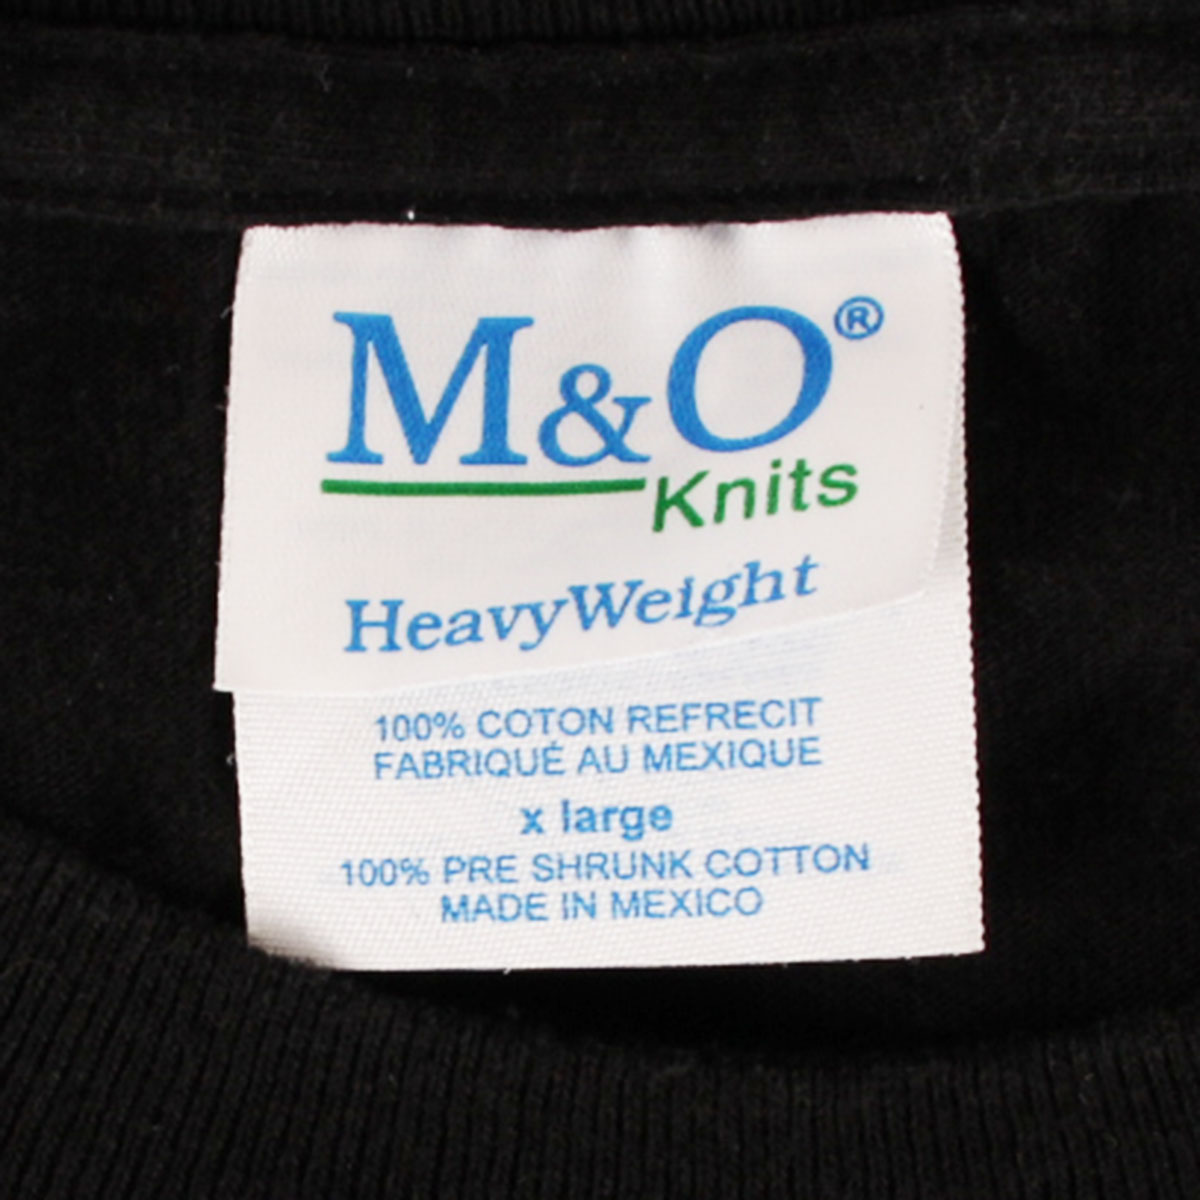 M&O®
Knits
HeavyWeight
100% COTON REFRECIT
FABRIQUÉ AU MEXIQUE
x large
100% PRE SHRUNK COTTON
MADE IN MEXICO